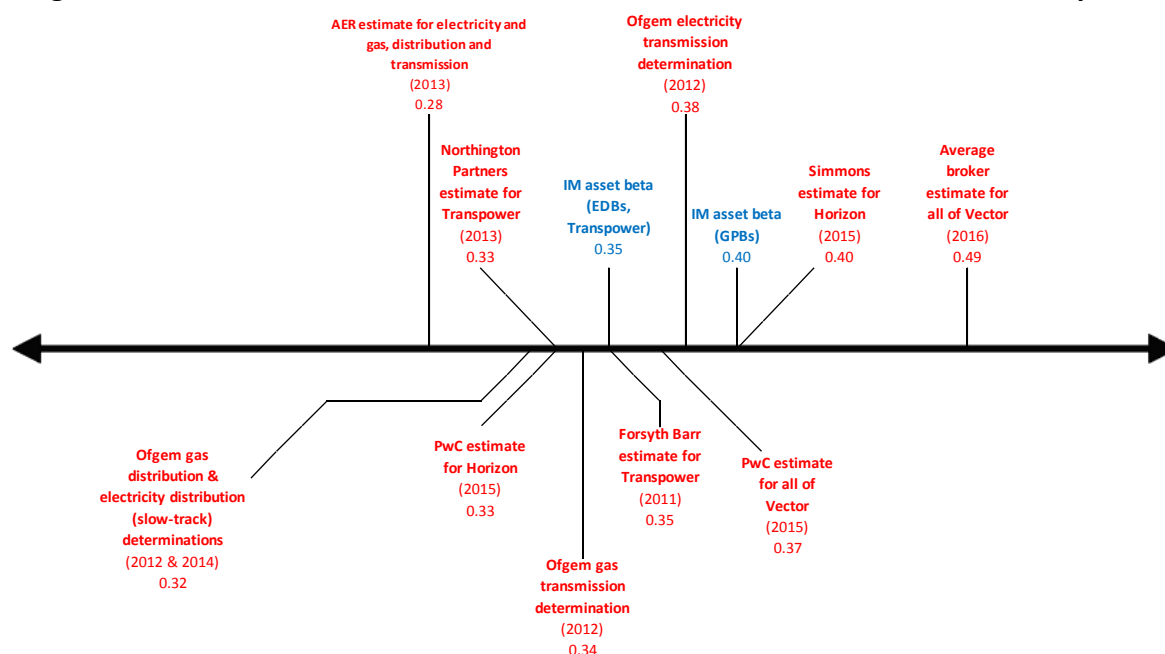 AER estimate for electricity and
gas, distribution and
transmission
(2013)
0.28
Ofgem electricity
transmission
determination
(2012)
0.38
Northington
Partners
estimate for
Transpower
(2013)
0.33
IM asset beta
(EDBs,
Transpower)
0.35
IM asset beta
(GPBs)
0.40
Simmons
estimate for
Horizon
(2015)
0.40
Average
broker
estimate for
all of Vector
(2016)
0.49
Ofgem gas
distribution &
electricity distribution
(slow-track)
determinations
(2012 & 2014)
0.32
PwC estimate
for Horizon
(2015)
0.33
Ofgem gas
transmission
determination
(2012)
0.34
Forsyth Barr
estimate for
Transpower
(2011)
0.35
PwC estimate
for all of
Vector
(2015)
0.37